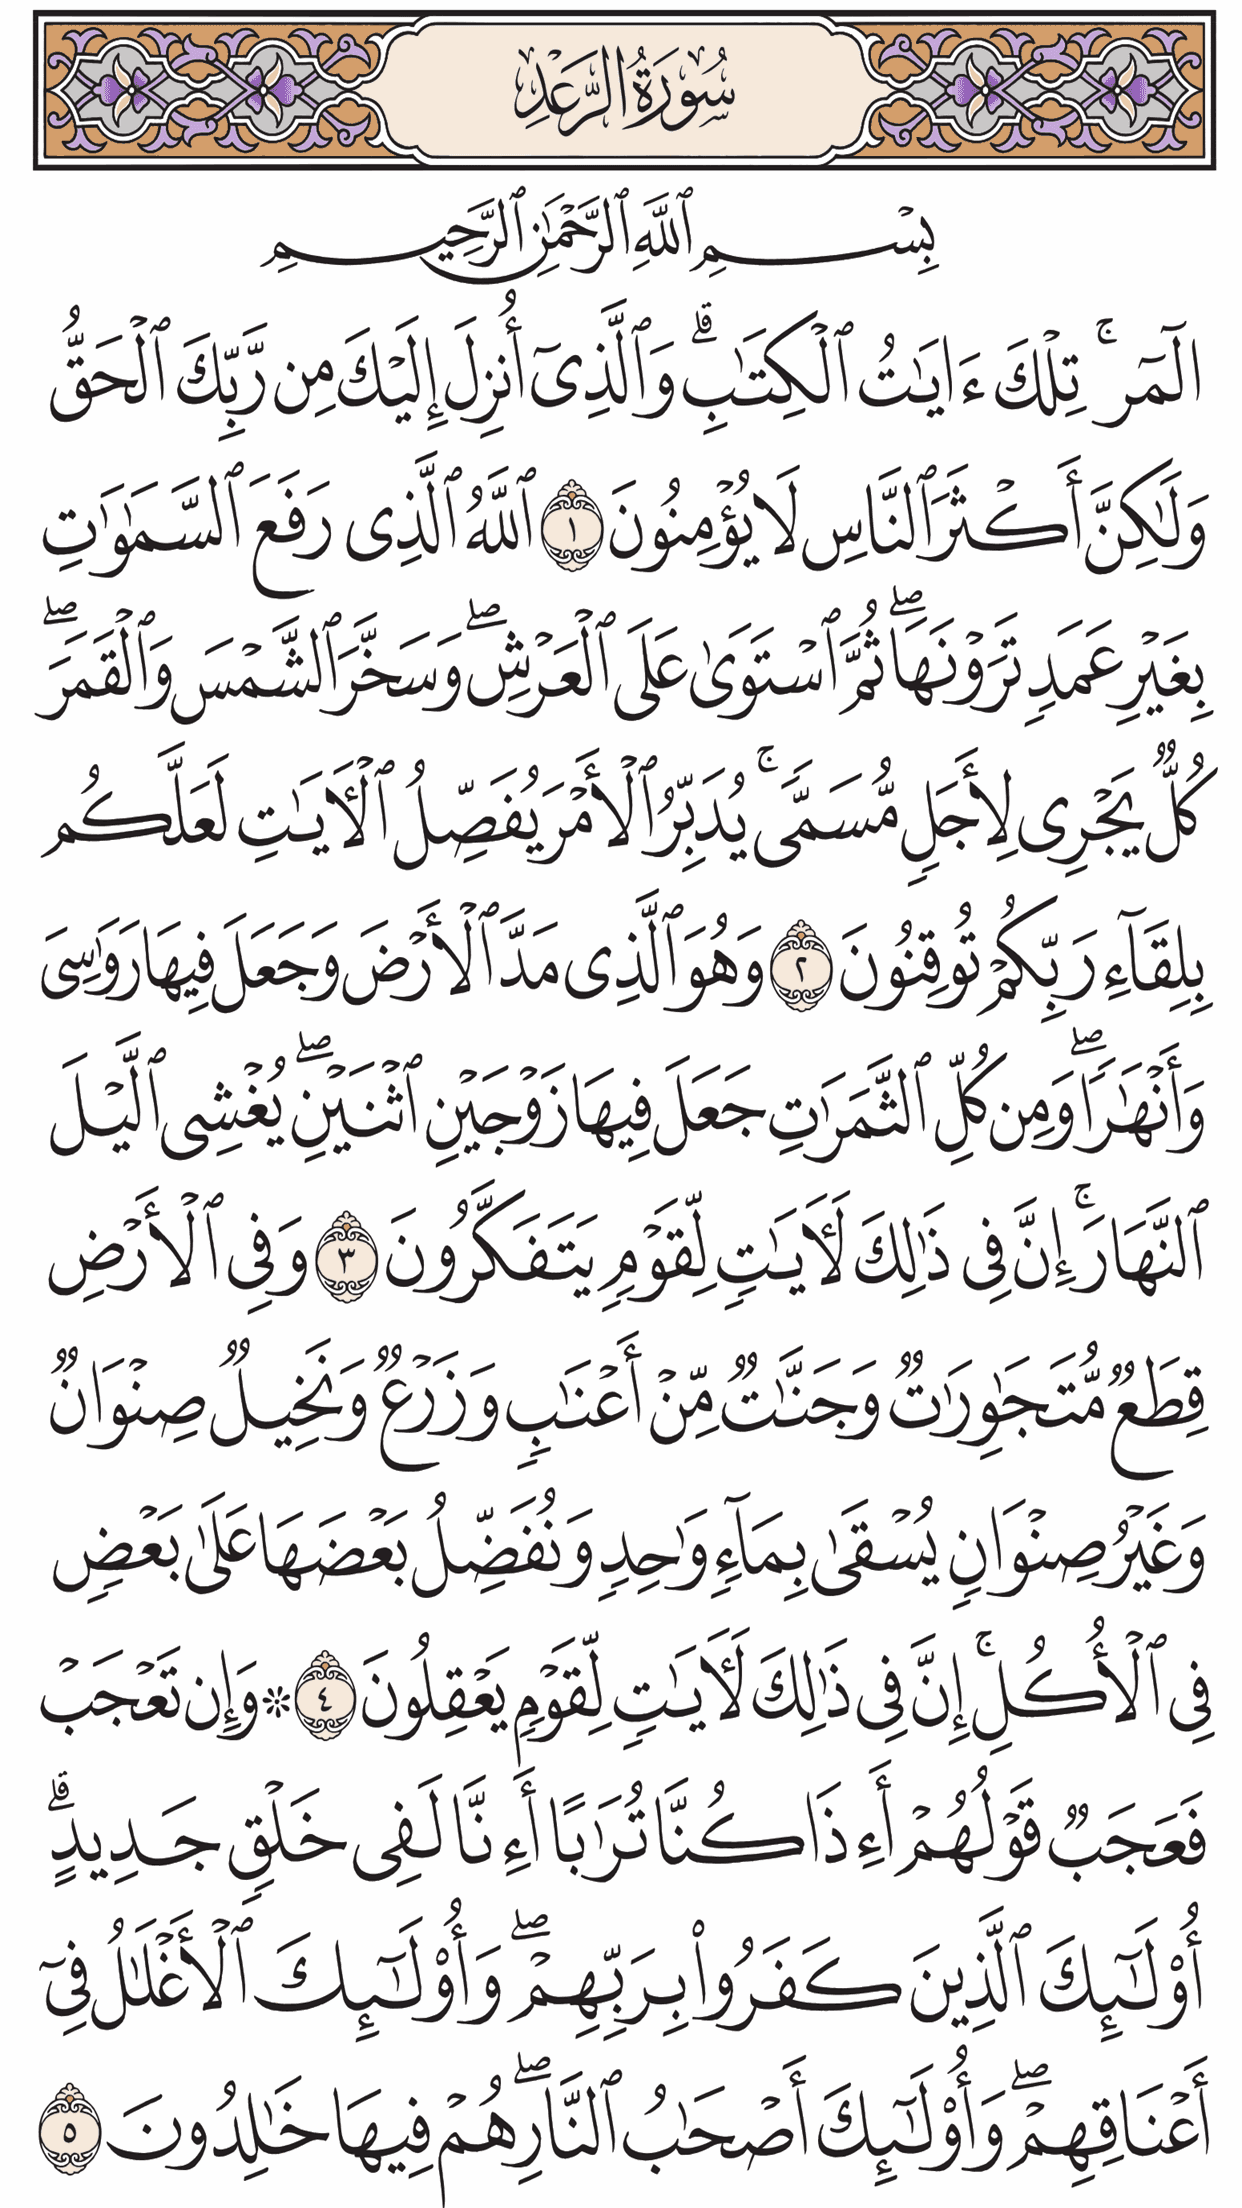 سُورَةُ الرَّعْدِ
بِسْمِ ٱللَّهِ ٱلرَّحْمَٰنِ ٱلرَّحِيمِ
الٓمٓر ۚ تِلْكَ ءَايَٰتُ ٱلْكِتَٰبِ ۗ وَٱلَّذِىٓ أُنزِلَ إِلَيْكَ مِن رَّبِّكَ ٱلْحَقُّ
وَلَٰكِنَّ أَكْثَرَ ٱلنَّاسِ لَا يُؤْمِنُونَ ١ ٱللَّهُ ٱلَّذِى رَفَعَ ٱلسَّمَٰوَٰتِ
بِغَيْرِ عَمَدٍ تَرَوْنَهَا ۖ ثُمَّ ٱسْتَوَىٰ عَلَى ٱلْعَرْشِ ۖ وَسَخَّرَ ٱلشَّمْسَ وَٱلْقَمَرَ ۖ
كُلٌّ يَجْرِى لِأَجَلٍ مُّسَمًّى ۚ يُدَبِّرُ ٱلْأَمْرَ يُفَصِّلُ ٱلْـَٔايَٰتِ لَعَلَّكُم
بِلِقَآءِ رَبِّكُمْ تُوقِنُونَ ٢ وَهُوَ ٱلَّذِى مَدَّ ٱلْأَرْضَ وَجَعَلَ فِيهَا رَوَٰسِىَ
وَأَنْهَٰرًا ۖ وَمِن كُلِّ ٱلثَّمَرَٰتِ جَعَلَ فِيهَا زَوْجَيْنِ ٱثْنَيْنِ ۖ يُغْشِى ٱلَّيْلَ
ٱلنَّهَارَ ۚ إِنَّ فِى ذَٰلِكَ لَـَٔايَٰتٍ لِّقَوْمٍ يَتَفَكَّرُونَ ٣ وَفِى ٱلْأَرْضِ
قِطَعٌ مُّتَجَٰوِرَٰتٌ وَجَنَّٰتٌ مِّنْ أَعْنَٰبٍ وَزَرْعٌ وَنَخِيلٌ صِنْوَانٌ
وَغَيْرُ صِنْوَانٍ يُسْقَىٰ بِمَآءٍ وَٰحِدٍ وَنُفَضِّلُ بَعْضَهَا عَلَىٰ بَعْضٍ
فِى ٱلْأُكُلِ ۚ إِنَّ فِى ذَٰلِكَ لَـَٔايَٰتٍ لِّقَوْمٍ يَعْقِلُونَ ٤ ۞ وَإِن تَعْجَبْ
فَعَجَبٌ قَوْلُهُمْ أَءِذَا كُنَّا تُرَٰبًا أَءِنَّا لَفِى خَلْقٍ جَدِيدٍ ۗ
أُو۟لَٰٓئِكَ ٱلَّذِينَ كَفَرُوا۟ بِرَبِّهِمْ ۖ وَأُو۟لَٰٓئِكَ ٱلْأَغْلَٰلُ فِىٓ
أَعْنَاقِهِمْ ۖ وَأُو۟لَٰٓئِكَ أَصْحَٰبُ ٱلنَّارِ ۖ هُمْ فِيهَا خَٰلِدُونَ ٥